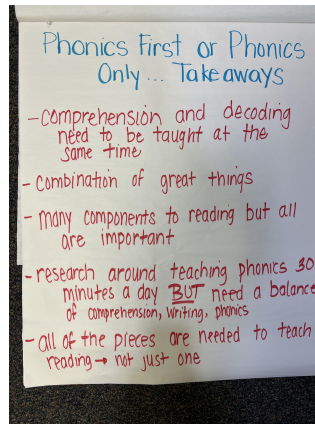 Phonics First or Phonics
Only... Takeaways
- comprehension and decoding
need to be taught at the
same time
- combination of great things
- many components to reading but all
are important
- research around teaching phonics 30
minutes a day BUT need a balance
of comprehension, writing, phonics
- all of the pieces are needed to teach
reading → not just one